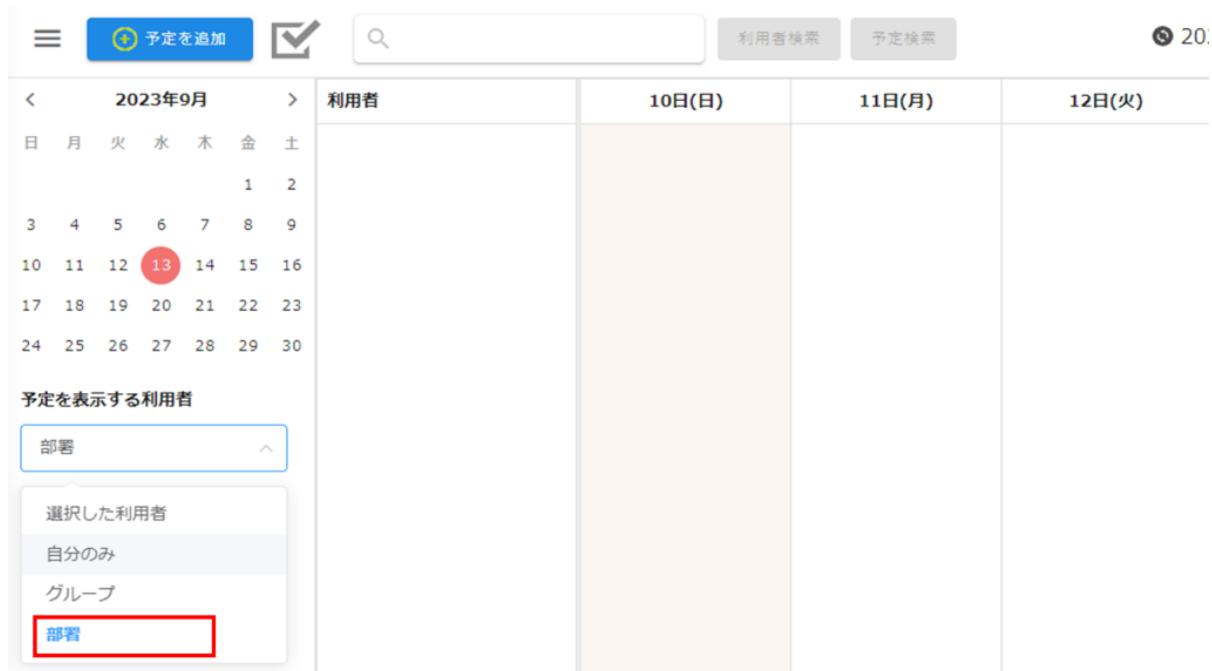 予定を追加
利用者検索 予定検索 202
2023年9月
日 月 火 水 木 金 土
1 2
3 4 5 6 7 8 9
10 11 12 13 14 15 16
17 18 19 20 21 22 23
24 25 26 27 28 29 30
予定を表示する利用者
部署
選択した利用者
自分のみ
グループ
部署
利用者 10日(日) 11日(月) 12日(火)